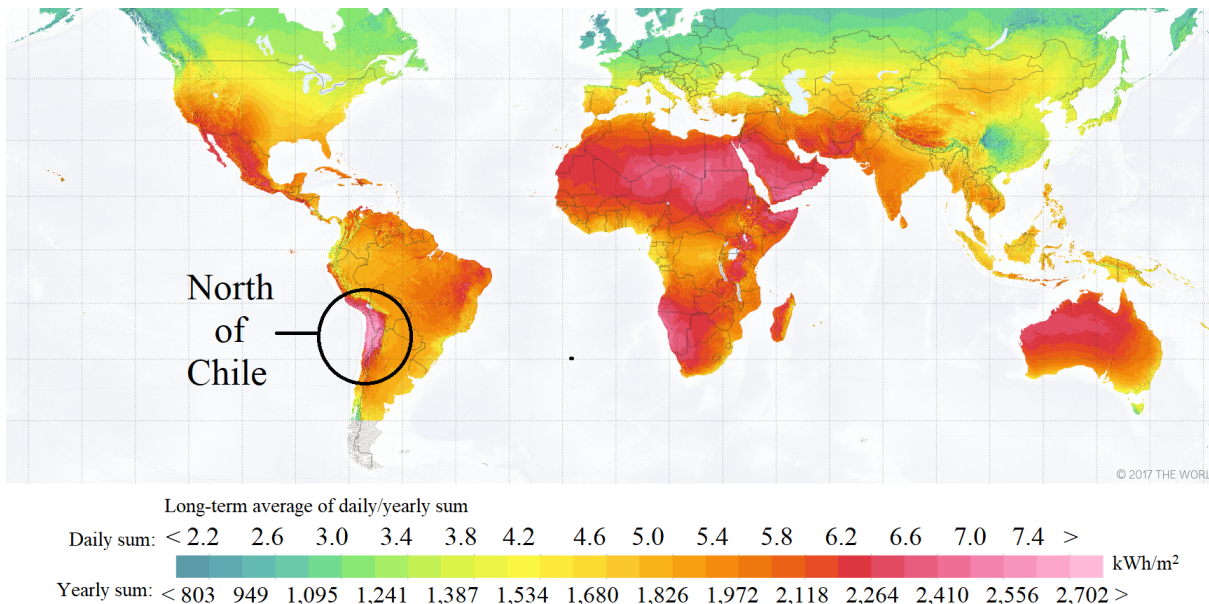 North
of
Chile
© 2017 THE WORL
Long-term average of daily/yearly sum
Daily sum: < 2.2 2.6 3.0 3.4 3.8 4.2 4.6 5.0 5.4 5.8 6.2 6.6 7.0 7.4 >
kWh/m²
Yearly sum: < 803 949 1,095 1,241 1,387 1,534 1,680 1,826 1,972 2,118 2,264 2,410 2,556 2,702 >